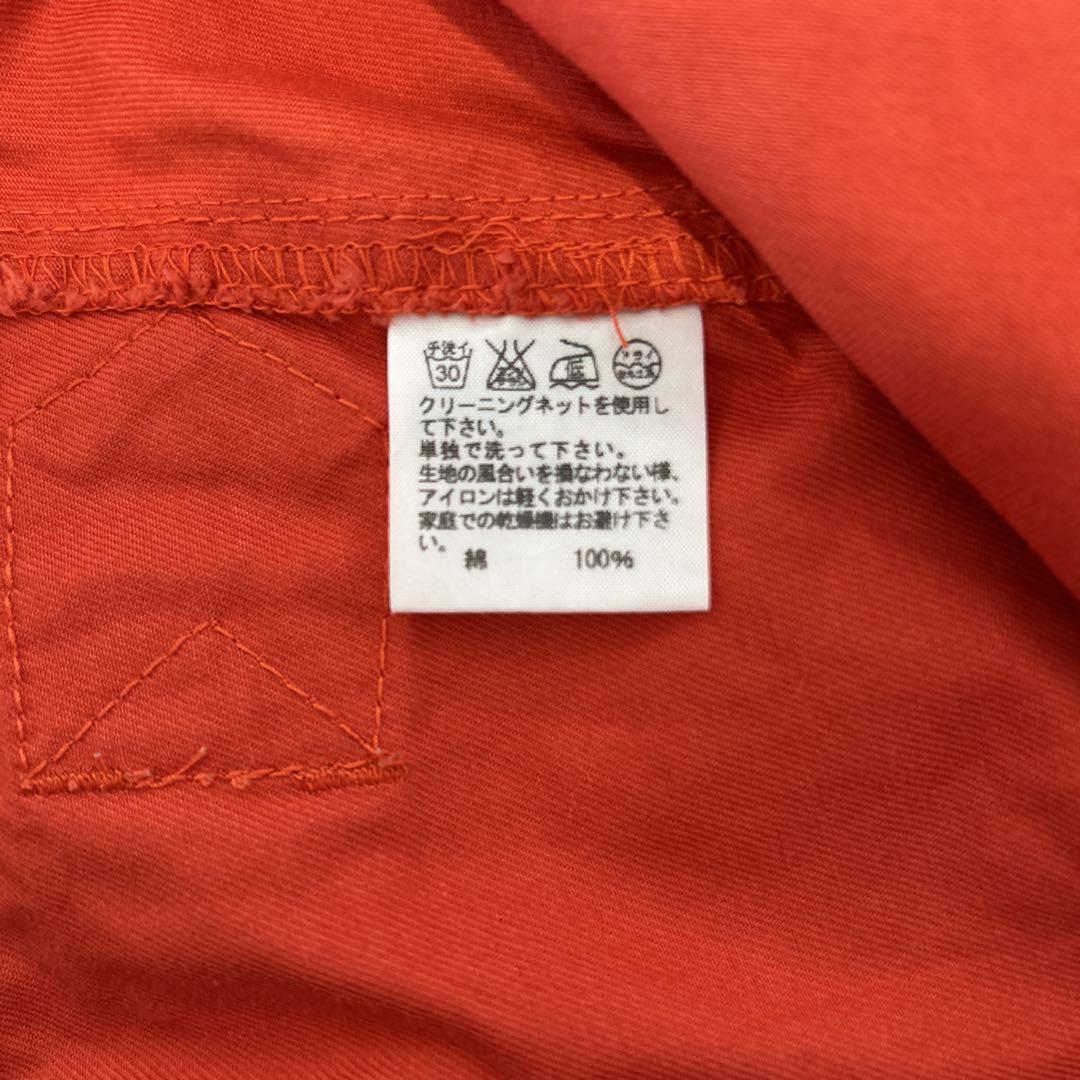 手洗イ
30
低
クリーニングネットを使用し
て下さい。
単独で洗って下さい。
生地の風合いを損なわない様、
アイロンは軽くおかけ下さい。
家庭での乾燥機はお避け下さ
い。
綿 100%